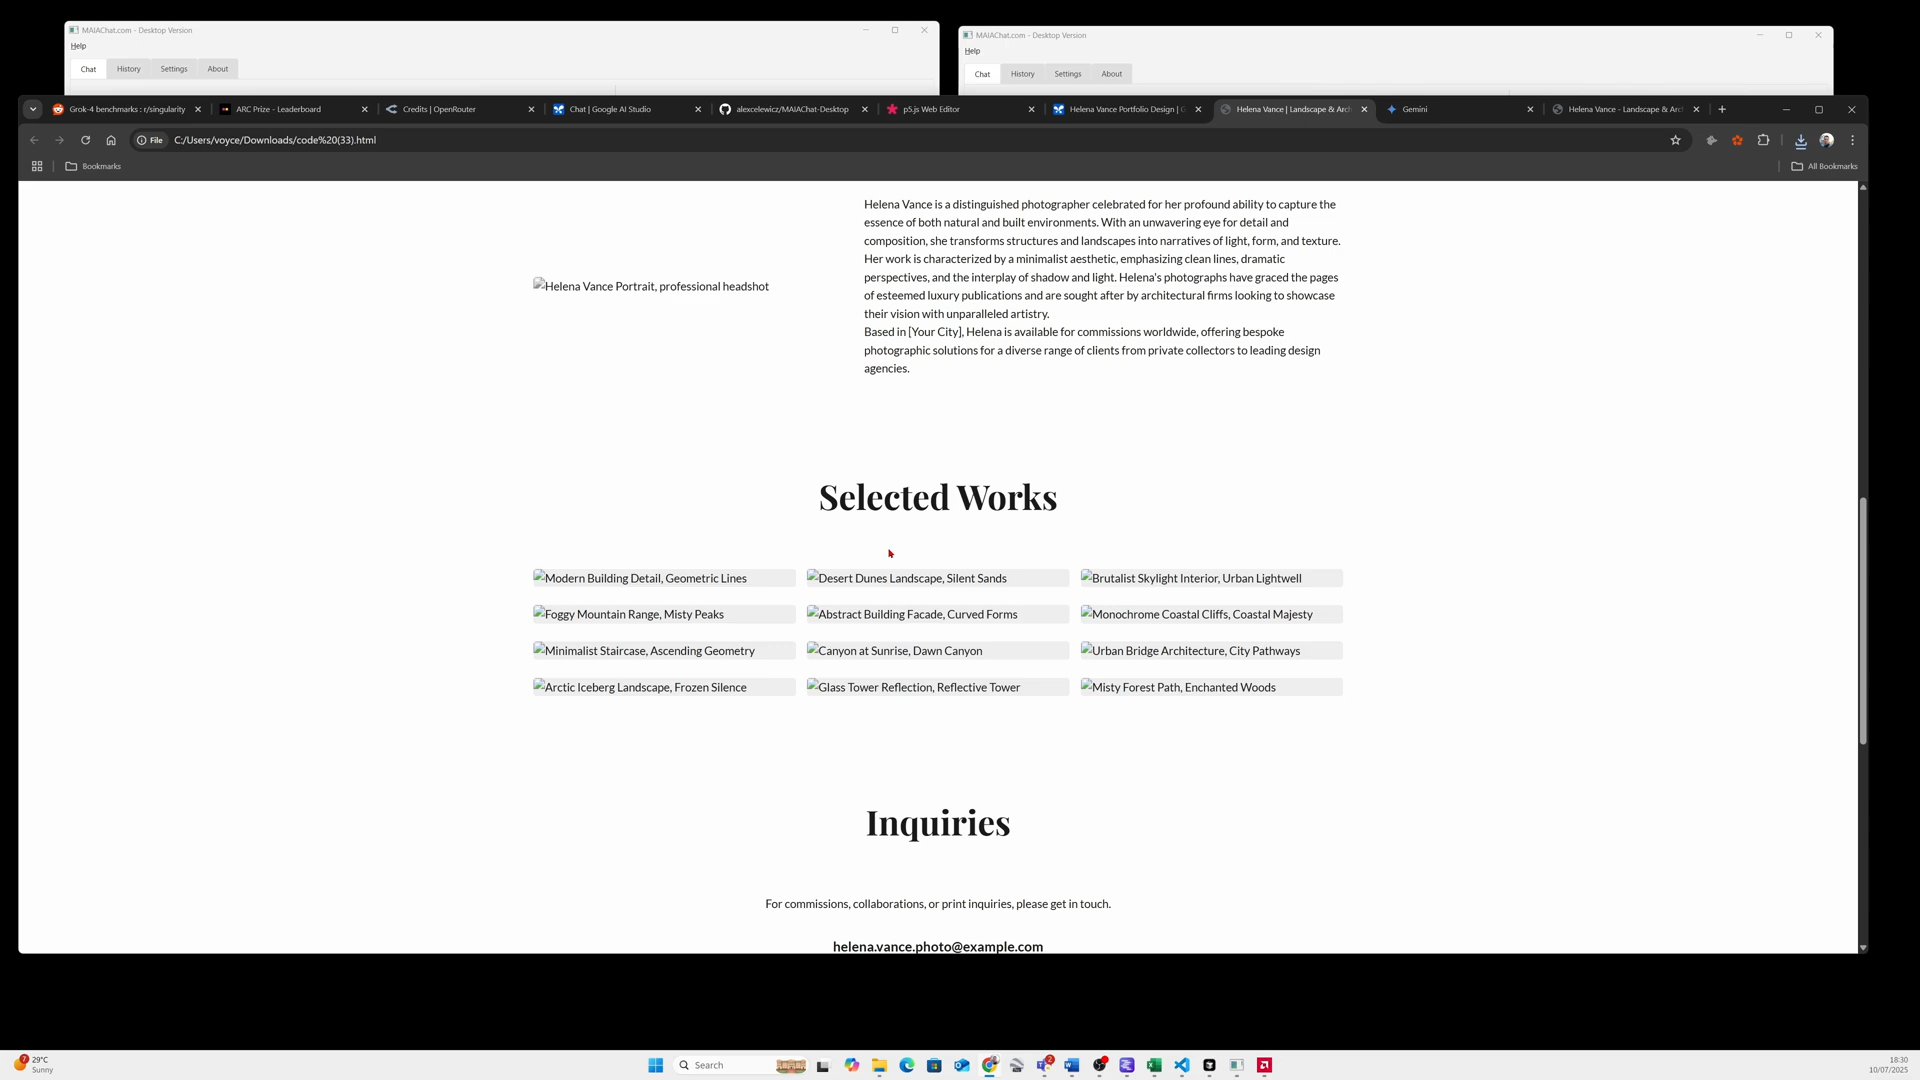 MAIAChat.com - Desktop Version
Help
Chat History Settings About
MAIAChat.com - Desktop Version
Help
Chat History Settings About
Grok-4 benchmarks : r/singularity
ARC Prize - Leaderboard
Credits | OpenRouter
Chat | Google AI Studio
alexcelewicz/MAIAChat-Desktop
p5.js Web Editor
Helena Vance Portfolio Design |
Helena Vance | Landscape & Arc
Gemini
Helena Vance - Landscape & Arc
File C:/Users/voyce/Downloads/code%20(33).html
Bookmarks
All Bookmarks
Helena Vance Portrait, professional headshot
Helena Vance is a distinguished photographer celebrated for her profound ability to capture the
essence of both natural and built environments. With an unwavering eye for detail and
composition, she transforms structures and landscapes into narratives of light, form, and texture.
Her work is characterized by a minimalist aesthetic, emphasizing clean lines, dramatic
perspectives, and the interplay of shadow and light. Helena's photographs have graced the pages
of esteemed luxury publications and are sought after by architectural firms looking to showcase
their vision with unparalleled artistry.
Based in [Your City], Helena is available for commissions worldwide, offering bespoke
photographic solutions for a diverse range of clients from private collectors to leading design
agencies.
Selected Works
Modern Building Detail, Geometric Lines
Desert Dunes Landscape, Silent Sands
Brutalist Skylight Interior, Urban Lightwell
Foggy Mountain Range, Misty Peaks
Abstract Building Facade, Curved Forms
Monochrome Coastal Cliffs, Coastal Majesty
Minimalist Staircase, Ascending Geometry
Canyon at Sunrise, Dawn Canyon
Urban Bridge Architecture, City Pathways
Arctic Iceberg Landscape, Frozen Silence
Glass Tower Reflection, Reflective Tower
Misty Forest Path, Enchanted Woods
Inquiries
For commissions, collaborations, or print inquiries, please get in touch.
helena.vance.photo@example.com
7
29°C
Sunny
Search
2
18:30
10/07/2025